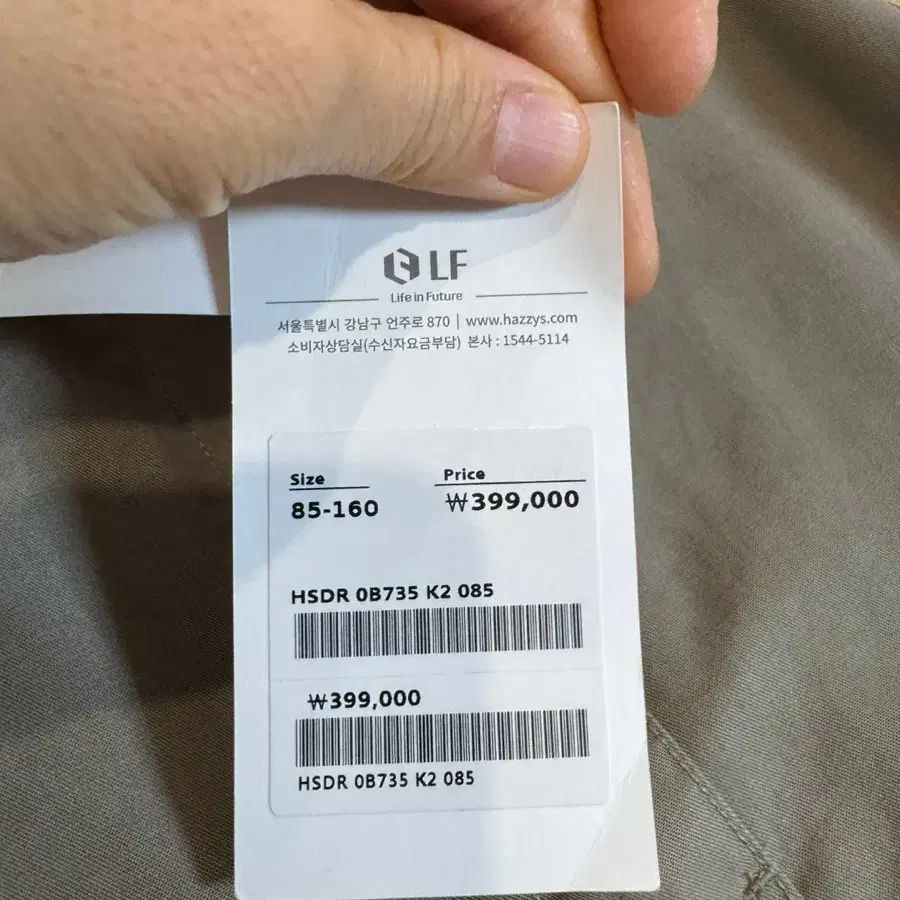 LF
Life in Future
서울특별시 강남구 언주로 870 | www.hazzys.com
소비자상담실(수신자요금부담) 본사 : 1544-5114
Size Price
85-160 ₩399,000
HSDR 0B735 K2 085
₩399,000
HSDR 0B735 K2 085